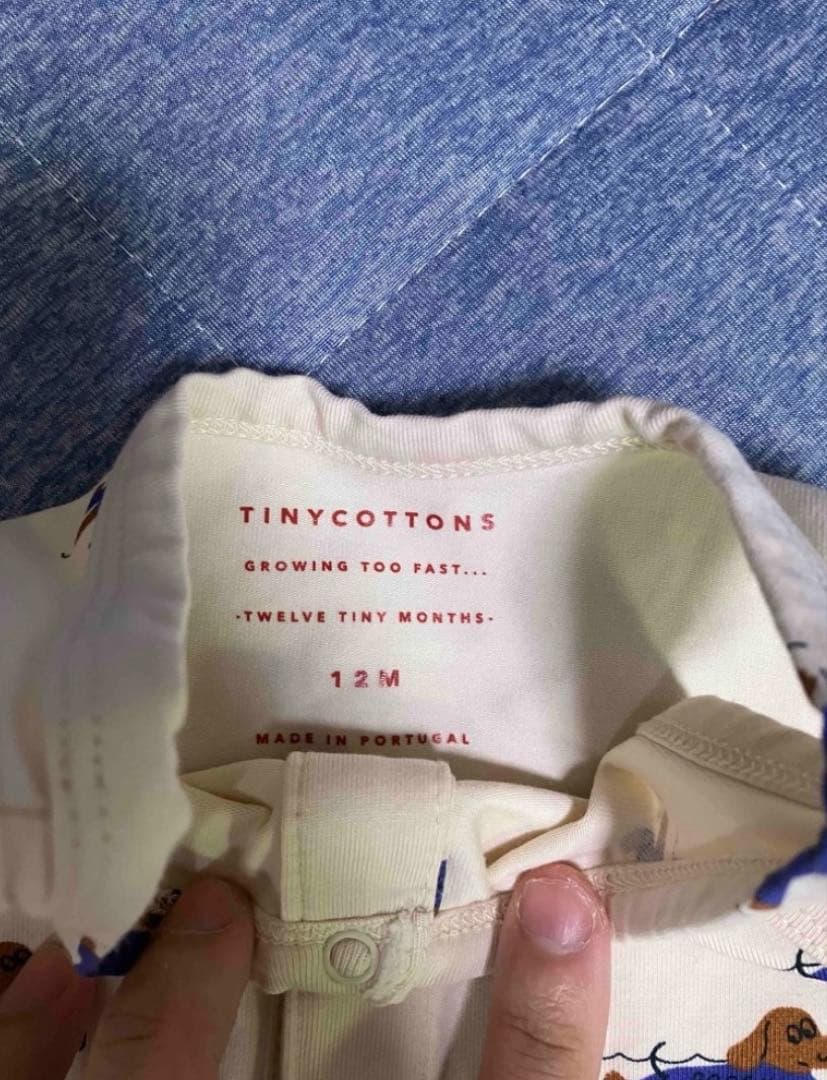 TINYCOTTONS
GROWING TOO FAST...
-TWELVE TINY MONTHS-
12M
MADE IN PORTUGAL